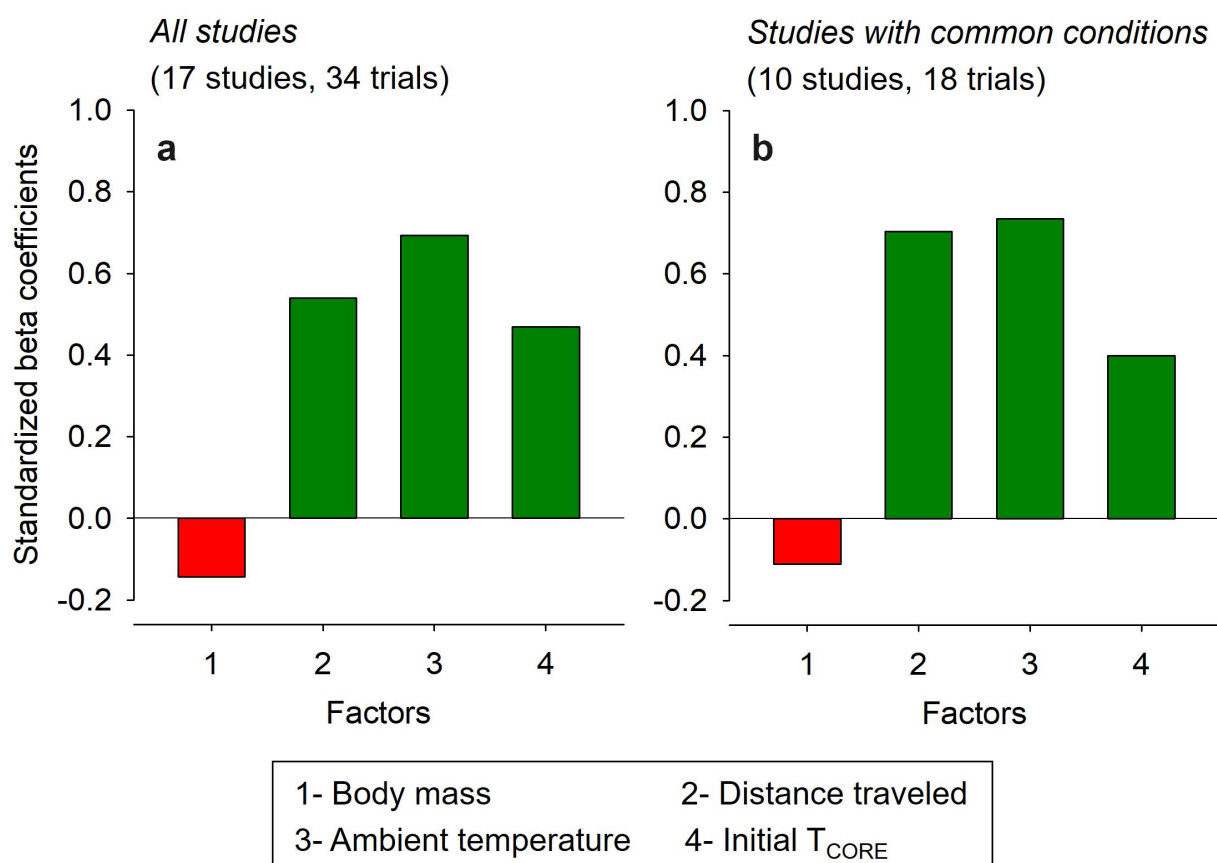 All studies
(17 studies, 34 trials)
Studies with common conditions
(10 studies, 18 trials)
Standardized beta coefficients
a
1.0
0.8
0.6
0.4
0.2
0.0
-0.2
1 2 3 4
Factors
b
1.0
0.8
0.6
0.4
0.2
0.0
-0.2
1 2 3 4
Factors
1- Body mass 2- Distance traveled
3- Ambient temperature 4- Initial TCORE